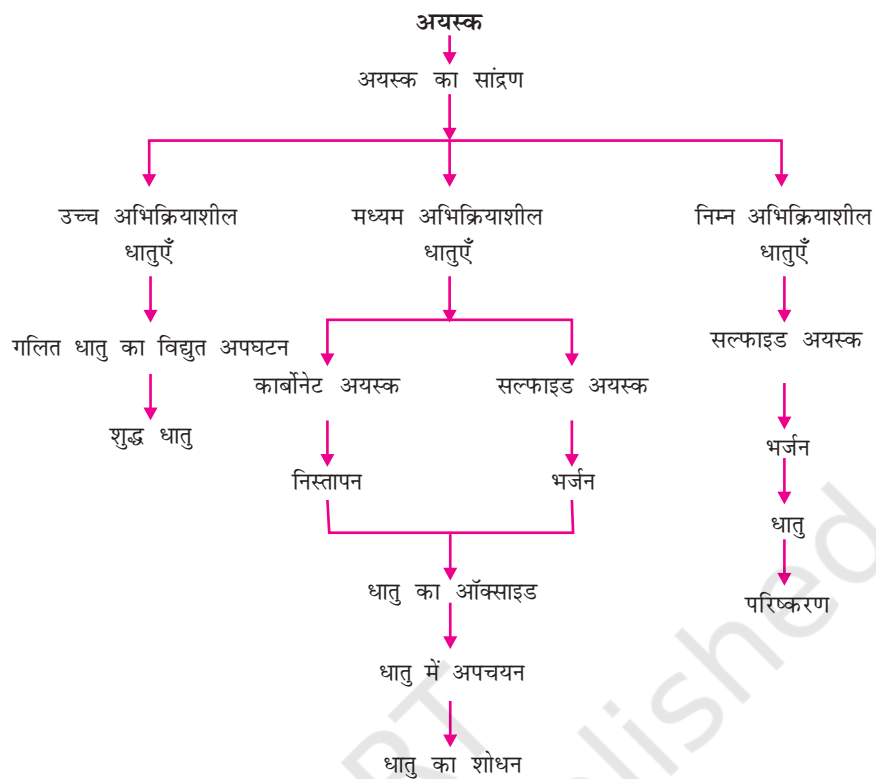 अयस्क
अयस्क का सांद्रण
उच्च अभिक्रियाशील
धातुएँ
मध्यम अभिक्रियाशील
धातुएँ
निम्न अभिक्रियाशील
धातुएँ
गलित धातु का विद्युत अपघटन
शुद्ध धातु
कार्बोनेट अयस्क
सल्फाइड अयस्क
निस्तापन
भर्जन
धातु का ऑक्साइड
धातु में अपचयन
धातु का शोधन
सल्फाइड अयस्क
भर्जन
धातु
परिष्करण